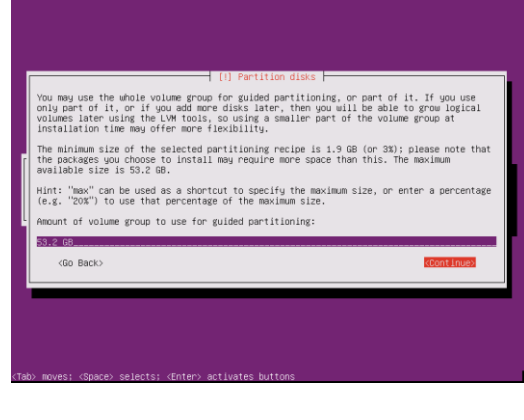 [!] Partition disks
You may use the whole volume group for guided partitioning, or part of it. If you use
only part of it, or if you add more disks later, then you will be able to grow logical
volumes later using the LVM tools, so using a smaller part of the volume group at
installation time may offer more flexibility.
The minimum size of the selected partitioning recipe is 1.9 GB (or 3%); please note that
the packages you choose to install may require more space than this. The maximum
available size is 53.2 GB.
Hint: "max" can be used as a shortcut to specify the maximum size, or enter a percentage
(e.g. "20%") to use that percentage of the maximum size.
Amount of volume group to use for guided partitioning:
53.2 GB
<Go Back> <Continue>
<Tab> moves; <Space> selects; <Enter> activates buttons